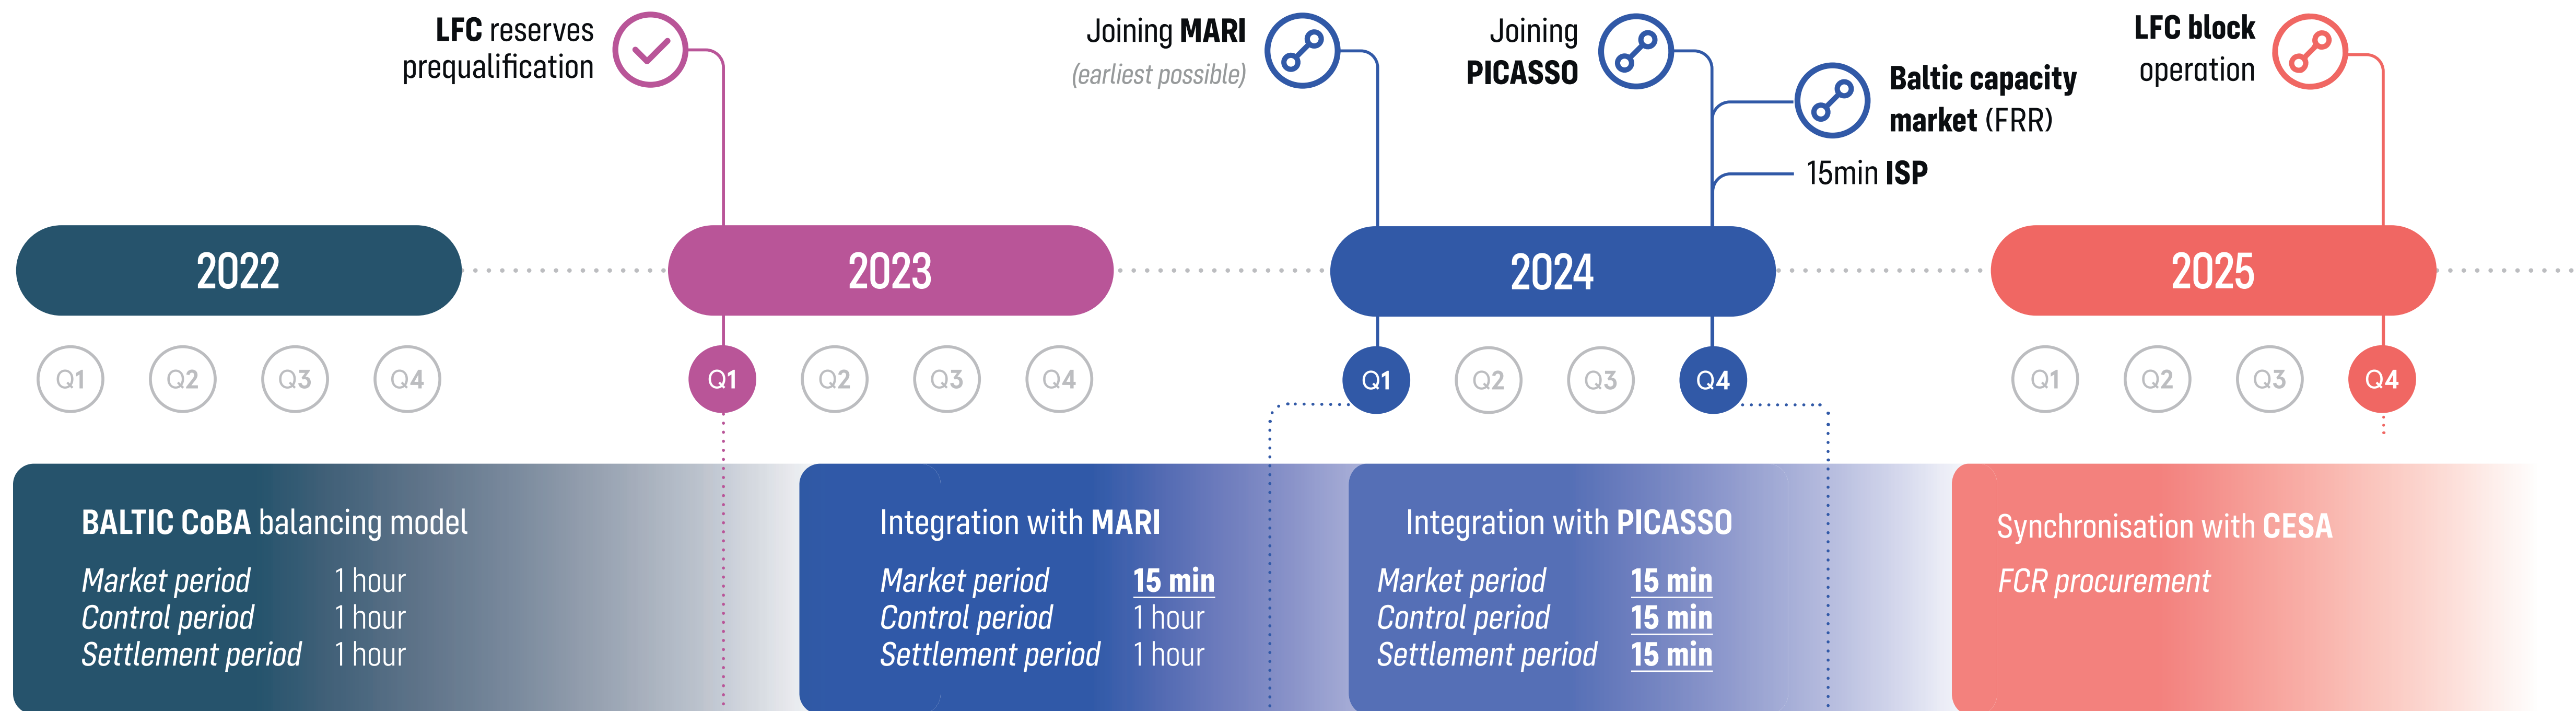 LFC reserves
prequalification
Joining MARI
(earliest possible)
Joining
PICASSO
Baltic capacity
market (FRR)
15min ISP
LFC block
operation
2022
2023
2024
2025
Q1 Q2 Q3 Q4
Q1 Q2 Q3 Q4
Q1 Q2 Q3 Q4
Q1 Q2 Q3 Q4
BALTIC CoBA balancing model
Market period 1 hour
Control period 1 hour
Settlement period 1 hour
Integration with MARI
Market period 15 min
Control period 1 hour
Settlement period 1 hour
Integration with PICASSO
Market period 15 min
Control period 15 min
Settlement period 15 min
Synchronisation with CESA
FCR procurement